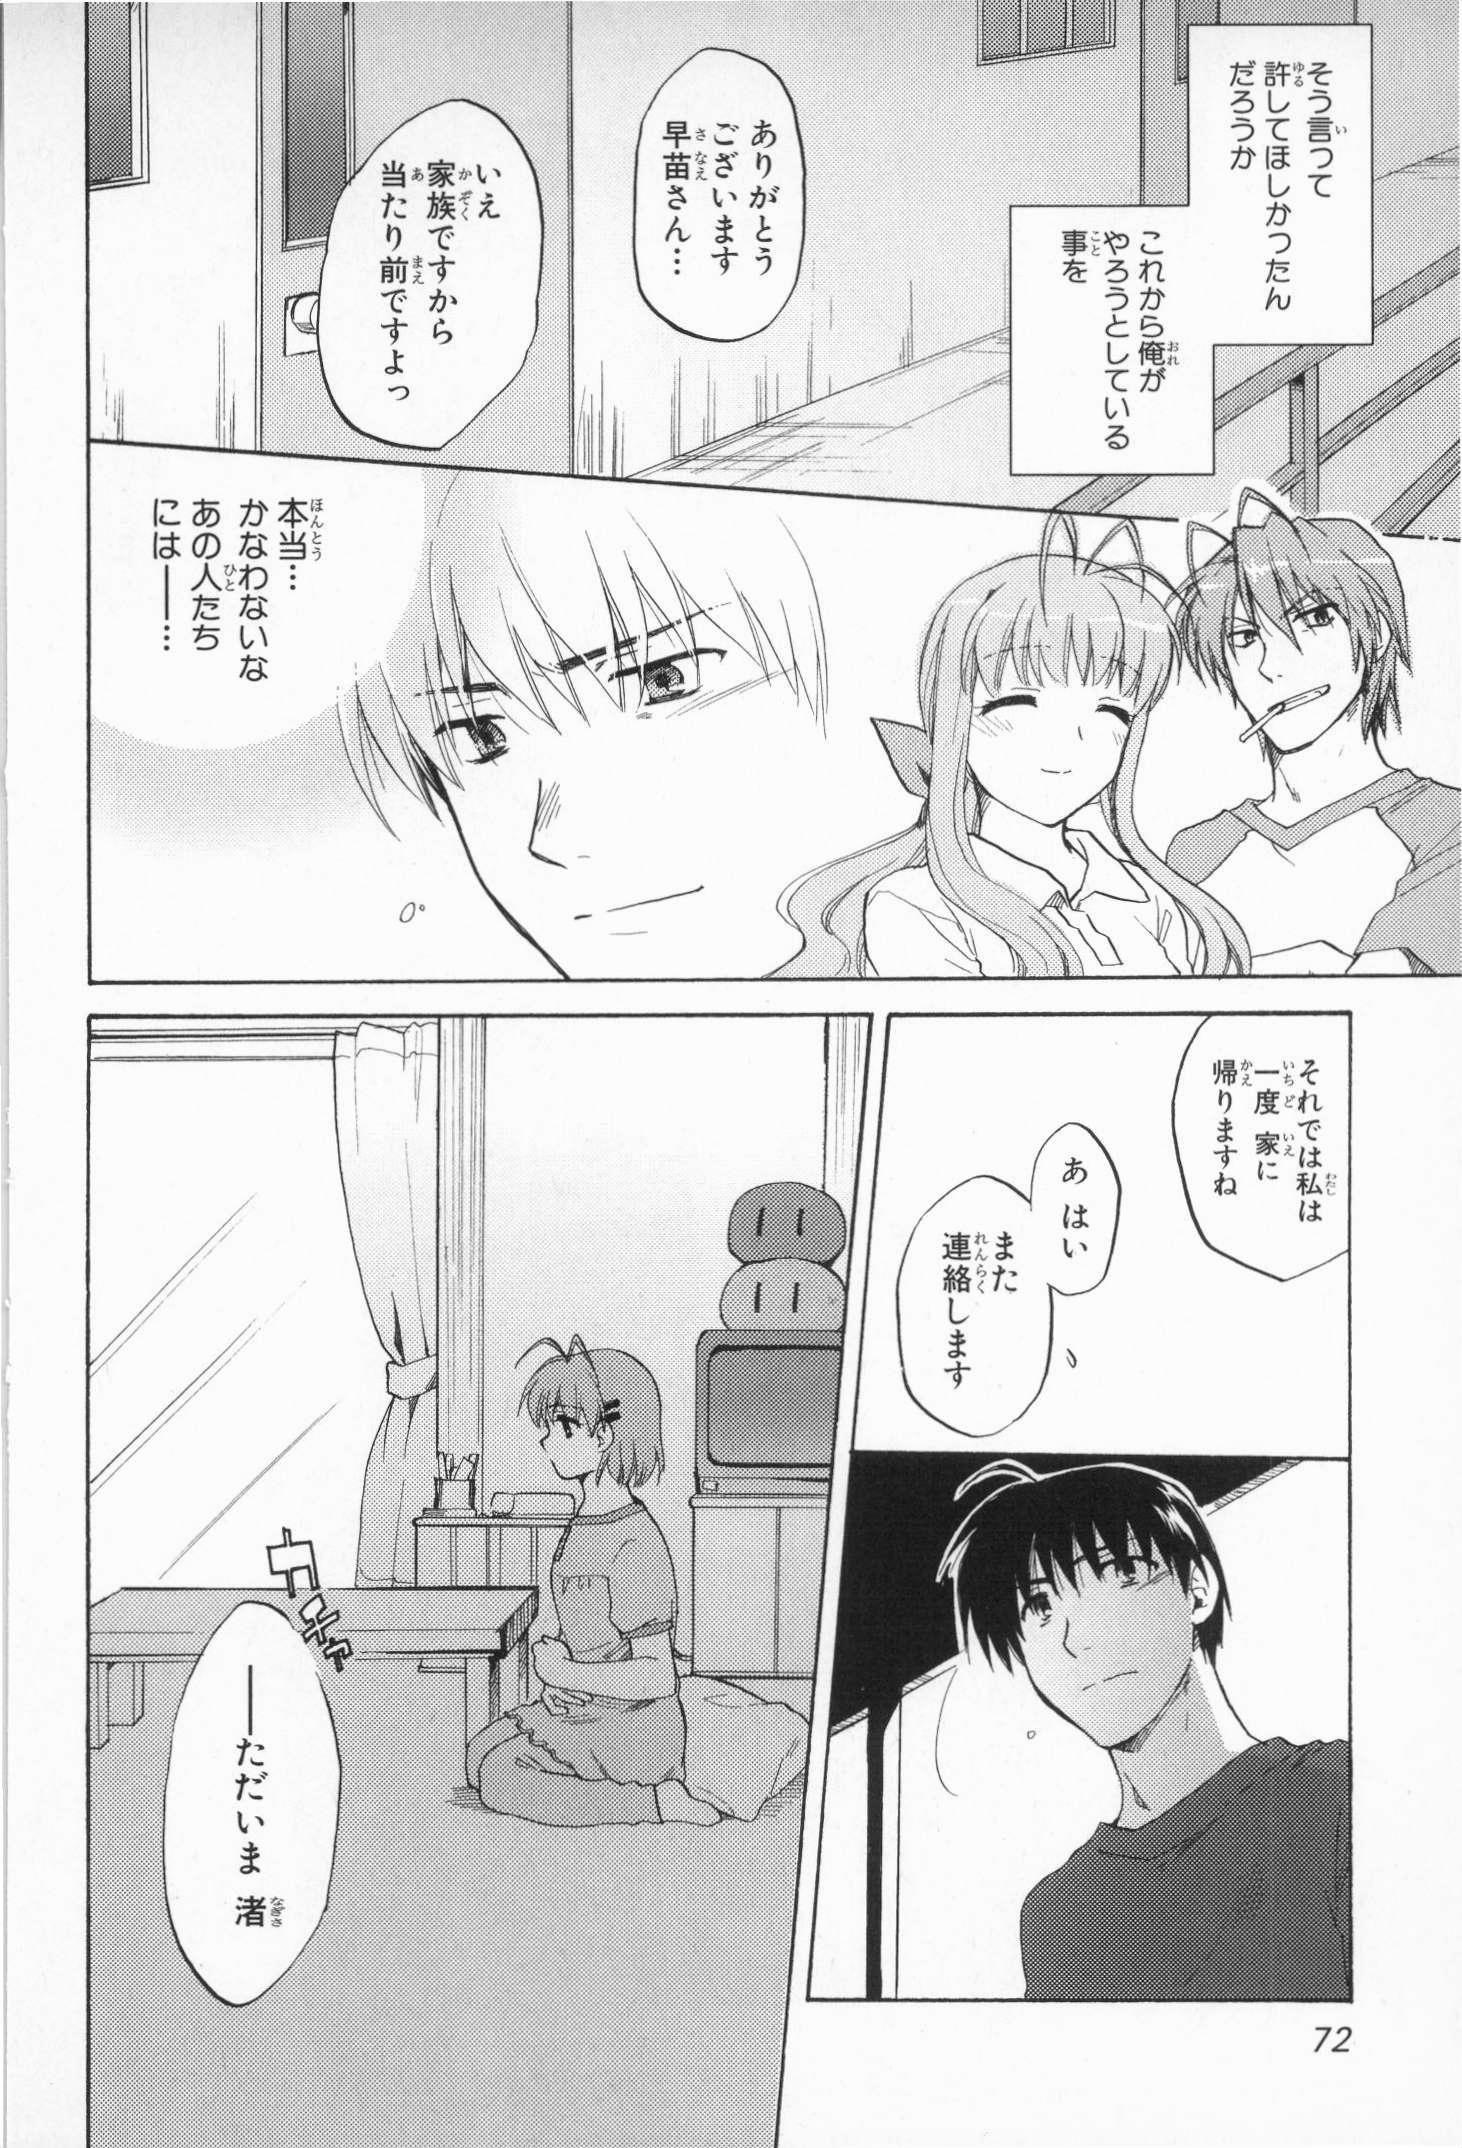 そう言って
許してほしかったん
だろうか
これから俺が
やろうとしている
事を
ありがとう
ございます
早苗さん…
いえ
家族ですから
当たり前ですよっ
本当…
かなわないな
あの人たち
には――…
それでは私は
一度 家に
帰りますね
あ はい
また
連絡します
ガチャ
――ただいま 渚
72